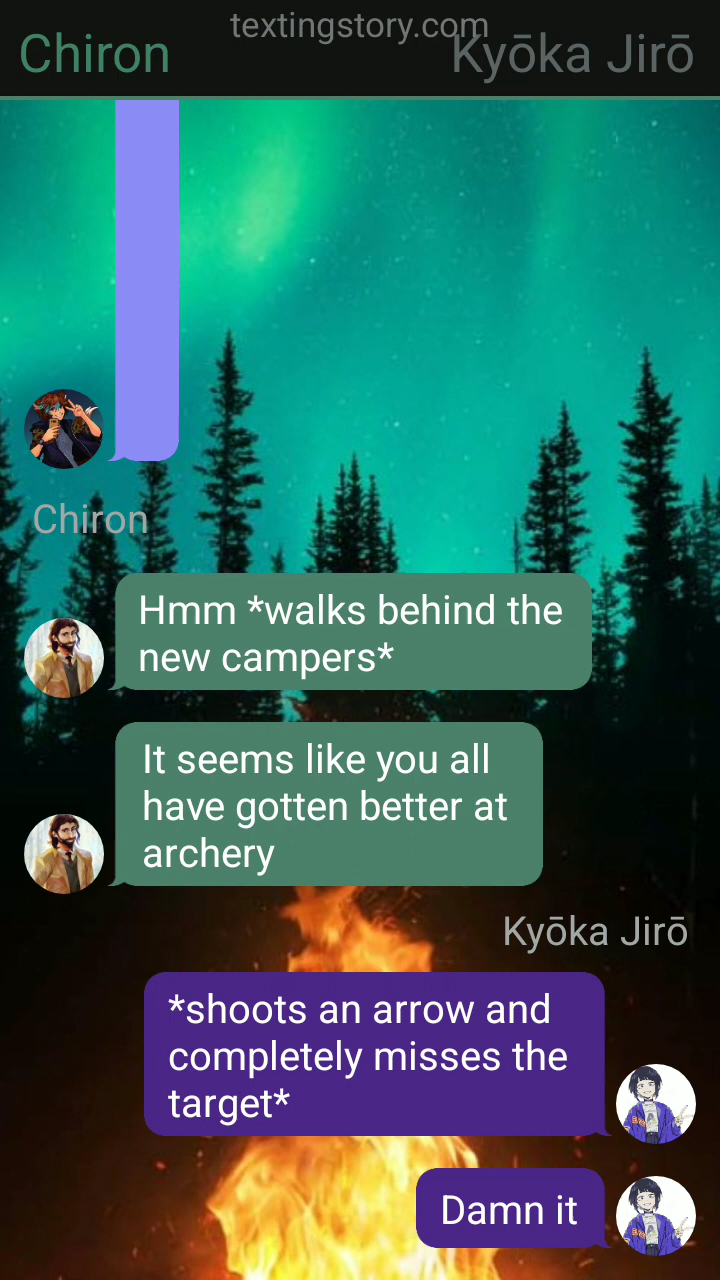 textingstory.com
Chiron
Kyōka Jirō
Chiron
Hmm *walks behind the
new campers*
It seems like you all
have gotten better at
archery
Kyōka Jirō
*shoots an arrow and
completely misses the
target*
Damn it